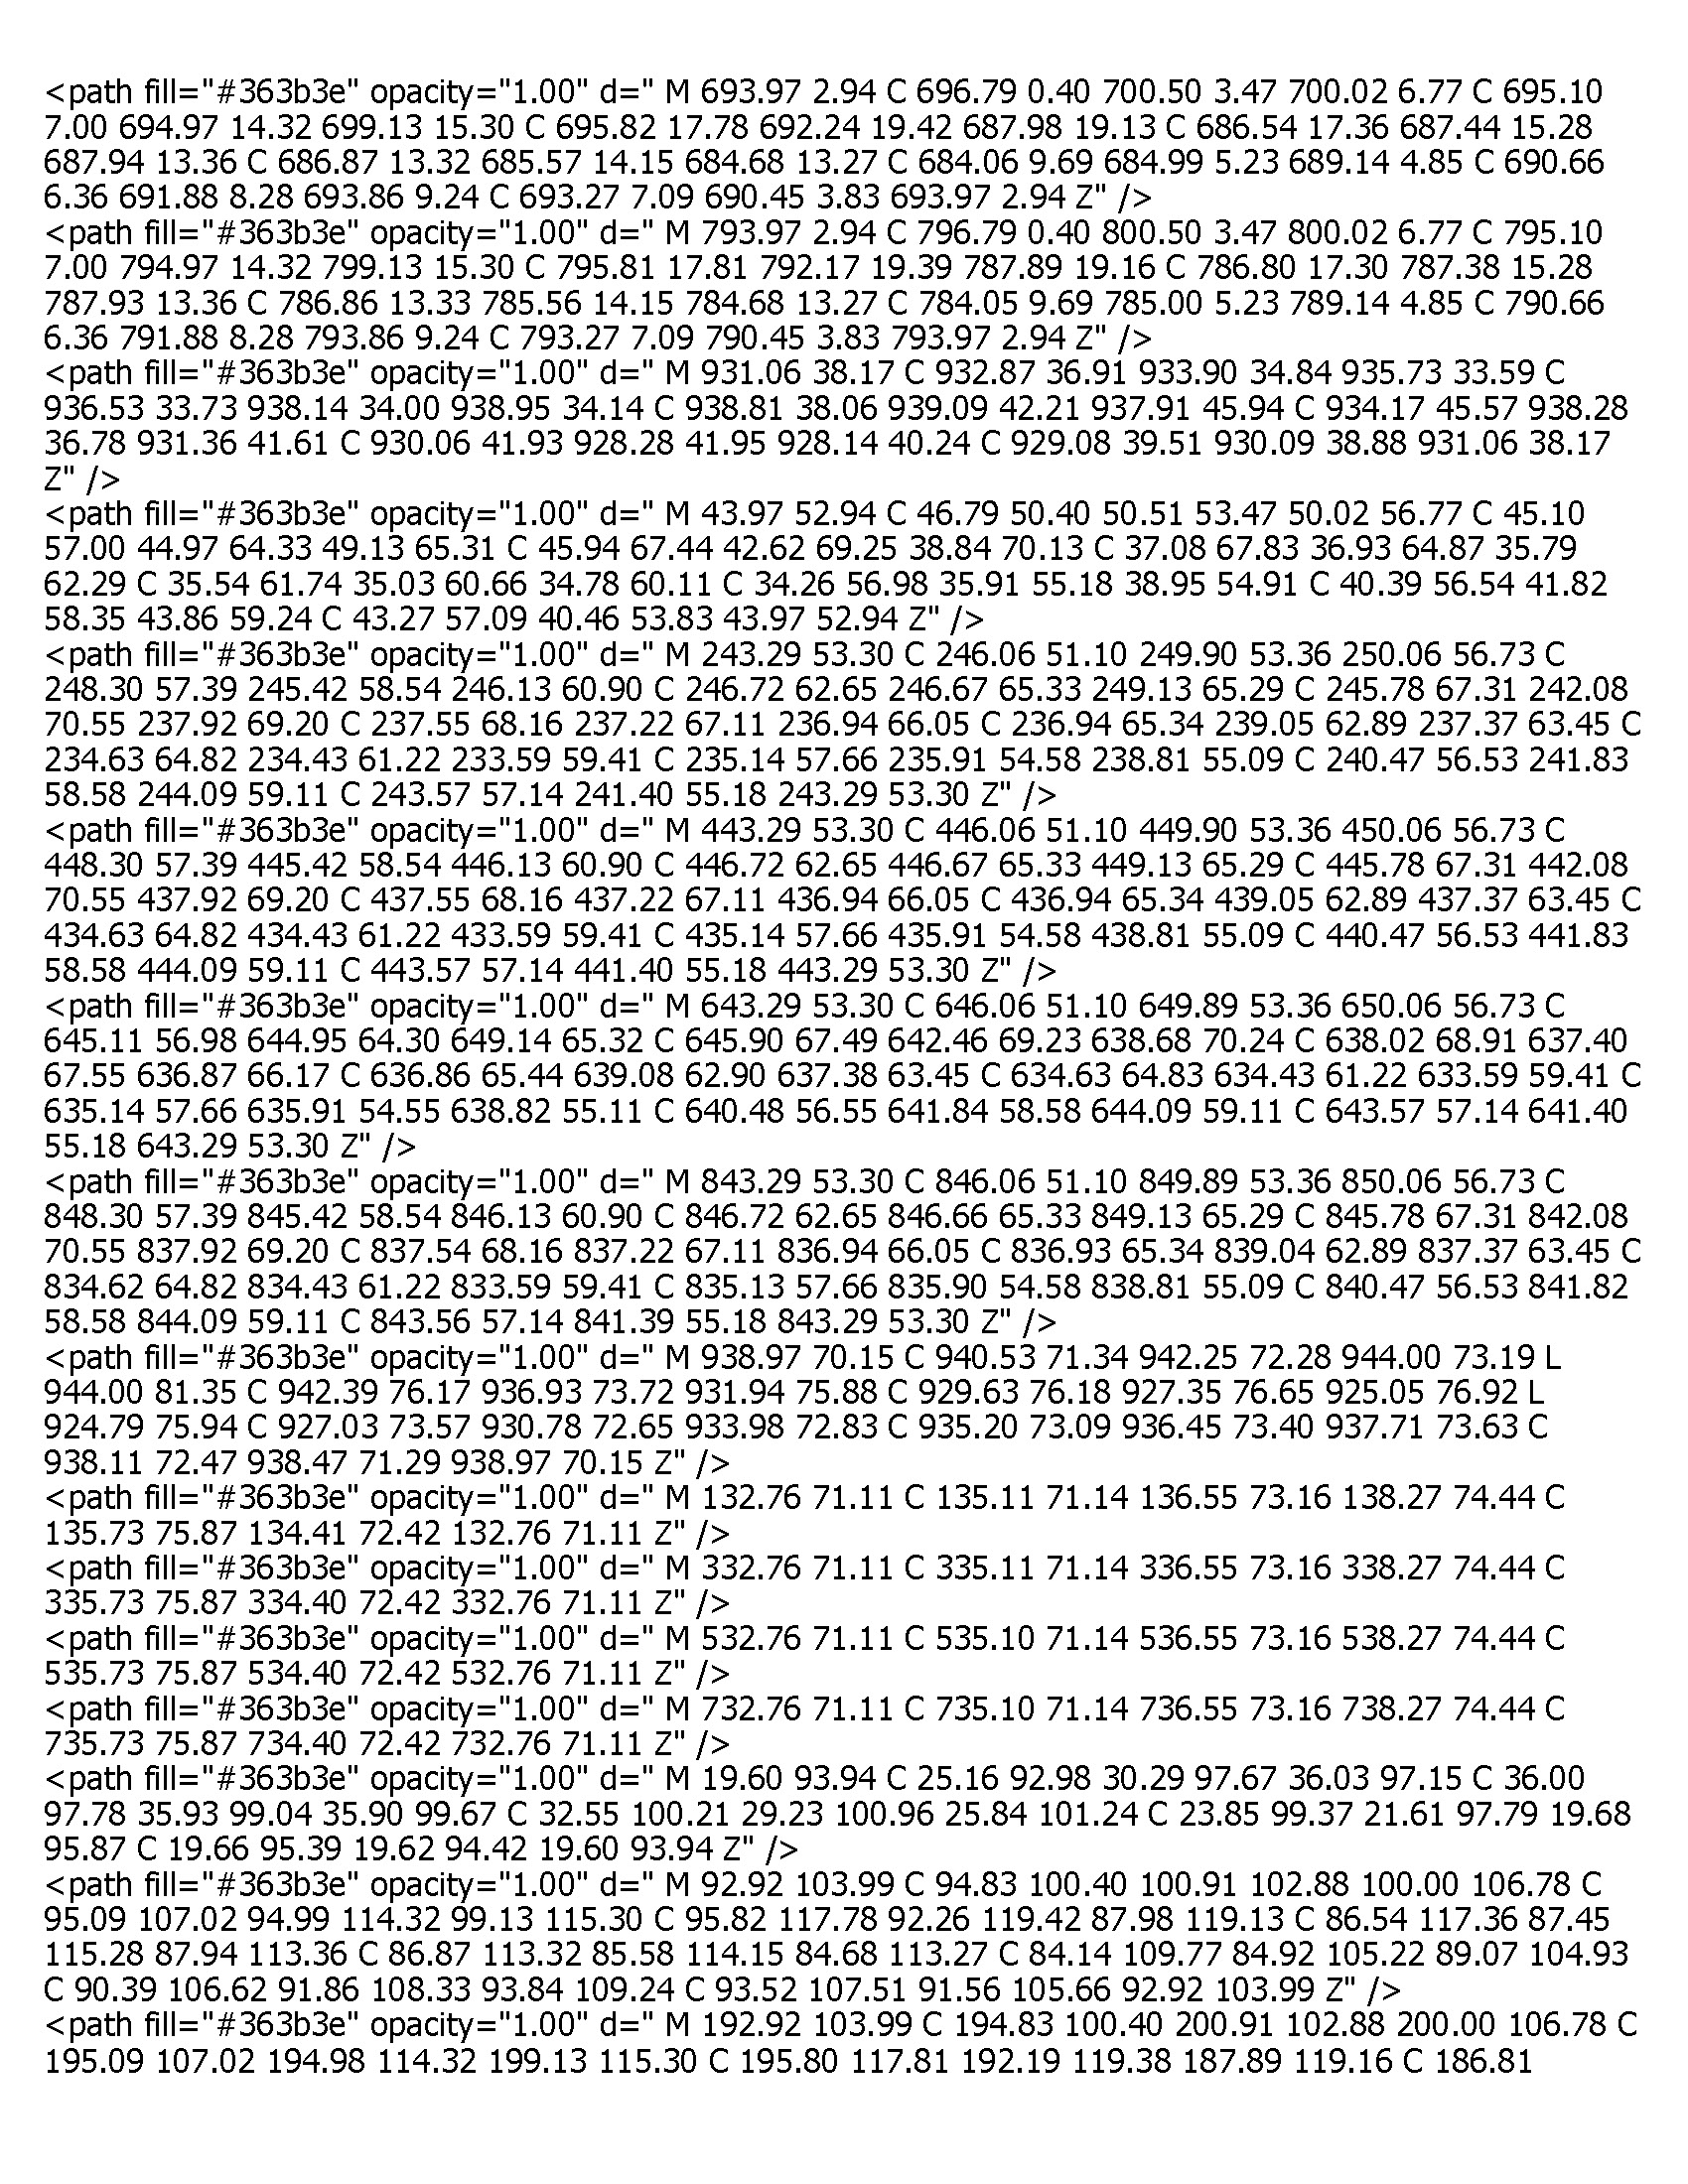 <path fill="#363b3e" opacity="1.00" d=" M 693.97 2.94 C 696.79 0.40 700.50 3.47 700.02 6.77 C 695.10
7.00 694.97 14.32 699.13 15.30 C 695.82 17.78 692.24 19.42 687.98 19.13 C 686.54 17.36 687.44 15.28
687.94 13.36 C 686.87 13.32 685.57 14.15 684.68 13.27 C 684.06 9.69 684.99 5.23 689.14 4.85 C 690.66
6.36 691.88 8.28 693.86 9.24 C 693.27 7.09 690.45 3.83 693.97 2.94 Z" />
<path fill="#363b3e" opacity="1.00" d=" M 793.97 2.94 C 796.79 0.40 800.50 3.47 800.02 6.77 C 795.10
7.00 794.97 14.32 799.13 15.30 C 795.81 17.81 792.17 19.39 787.89 19.16 C 786.80 17.30 787.38 15.28
787.93 13.36 C 786.86 13.33 785.56 14.15 784.68 13.27 C 784.05 9.69 785.00 5.23 789.14 4.85 C 790.66
6.36 791.88 8.28 793.86 9.24 C 793.27 7.09 790.45 3.83 793.97 2.94 Z" />
<path fill="#363b3e" opacity="1.00" d=" M 931.06 38.17 C 932.87 36.91 933.90 34.84 935.73 33.59 C
936.53 33.73 938.14 34.00 938.95 34.14 C 938.81 38.06 939.09 42.21 937.91 45.94 C 934.17 45.57 938.28
36.78 931.36 41.61 C 930.06 41.93 928.28 41.95 928.14 40.24 C 929.08 39.51 930.09 38.88 931.06 38.17
Z" />
<path fill="#363b3e" opacity="1.00" d=" M 43.97 52.94 C 46.79 50.40 50.51 53.47 50.02 56.77 C 45.10
57.00 44.97 64.33 49.13 65.31 C 45.94 67.44 42.62 69.25 38.84 70.13 C 37.08 67.83 36.93 64.87 35.79
62.29 C 35.54 61.74 35.03 60.66 34.78 60.11 C 34.26 56.98 35.91 55.18 38.95 54.91 C 40.39 56.54 41.82
58.35 43.86 59.24 C 43.27 57.09 40.46 53.83 43.97 52.94 Z" />
<path fill="#363b3e" opacity="1.00" d=" M 243.29 53.30 C 246.06 51.10 249.90 53.36 250.06 56.73 C
248.30 57.39 245.42 58.54 246.13 60.90 C 246.72 62.65 246.67 65.33 249.13 65.29 C 245.78 67.31 242.08
70.55 237.92 69.20 C 237.55 68.16 237.22 67.11 236.94 66.05 C 236.94 65.34 239.05 62.89 237.37 63.45 C
234.63 64.82 234.43 61.22 233.59 59.41 C 235.14 57.66 235.91 54.58 238.81 55.09 C 240.47 56.53 241.83
58.58 244.09 59.11 C 243.57 57.14 241.40 55.18 243.29 53.30 Z" />
<path fill="#363b3e" opacity="1.00" d=" M 443.29 53.30 C 446.06 51.10 449.90 53.36 450.06 56.73 C
448.30 57.39 445.42 58.54 446.13 60.90 C 446.72 62.65 446.67 65.33 449.13 65.29 C 445.78 67.31 442.08
70.55 437.92 69.20 C 437.55 68.16 437.22 67.11 436.94 66.05 C 436.94 65.34 439.05 62.89 437.37 63.45 C
434.63 64.82 434.43 61.22 433.59 59.41 C 435.14 57.66 435.91 54.58 438.81 55.09 C 440.47 56.53 441.83
58.58 444.09 59.11 C 443.57 57.14 441.40 55.18 443.29 53.30 Z" />
<path fill="#363b3e" opacity="1.00" d=" M 643.29 53.30 C 646.06 51.10 649.89 53.36 650.06 56.73 C
645.11 56.98 644.95 64.30 649.14 65.32 C 645.90 67.49 642.46 69.23 638.68 70.24 C 638.02 68.91 637.40
67.55 636.87 66.17 C 636.86 65.44 639.08 62.90 637.38 63.45 C 634.63 64.83 634.43 61.22 633.59 59.41 C
635.14 57.66 635.91 54.55 638.82 55.11 C 640.48 56.55 641.84 58.58 644.09 59.11 C 643.57 57.14 641.40
55.18 643.29 53.30 Z" />
<path fill="#363b3e" opacity="1.00" d=" M 843.29 53.30 C 846.06 51.10 849.89 53.36 850.06 56.73 C
848.30 57.39 845.42 58.54 846.13 60.90 C 846.72 62.65 846.66 65.33 849.13 65.29 C 845.78 67.31 842.08
70.55 837.92 69.20 C 837.54 68.16 837.22 67.11 836.94 66.05 C 836.93 65.34 839.04 62.89 837.37 63.45 C
834.62 64.82 834.43 61.22 833.59 59.41 C 835.13 57.66 835.90 54.58 838.81 55.09 C 840.47 56.53 841.82
58.58 844.09 59.11 C 843.56 57.14 841.39 55.18 843.29 53.30 Z" />
<path fill="#363b3e" opacity="1.00" d=" M 938.97 70.15 C 940.53 71.34 942.25 72.28 944.00 73.19 L
944.00 81.35 C 942.39 76.17 936.93 73.72 931.94 75.88 C 929.63 76.18 927.35 76.65 925.05 76.92 L
924.79 75.94 C 927.03 73.57 930.78 72.65 933.98 72.83 C 935.20 73.09 936.45 73.40 937.71 73.63 C
938.11 72.47 938.47 71.29 938.97 70.15 Z" />
<path fill="#363b3e" opacity="1.00" d=" M 132.76 71.11 C 135.11 71.14 136.55 73.16 138.27 74.44 C
135.73 75.87 134.41 72.42 132.76 71.11 Z" />
<path fill="#363b3e" opacity="1.00" d=" M 332.76 71.11 C 335.11 71.14 336.55 73.16 338.27 74.44 C
335.73 75.87 334.40 72.42 332.76 71.11 Z" />
<path fill="#363b3e" opacity="1.00" d=" M 532.76 71.11 C 535.10 71.14 536.55 73.16 538.27 74.44 C
535.73 75.87 534.40 72.42 532.76 71.11 Z" />
<path fill="#363b3e" opacity="1.00" d=" M 732.76 71.11 C 735.10 71.14 736.55 73.16 738.27 74.44 C
735.73 75.87 734.40 72.42 732.76 71.11 Z" />
<path fill="#363b3e" opacity="1.00" d=" M 19.60 93.94 C 25.16 92.98 30.29 97.67 36.03 97.15 C 36.00
97.78 35.93 99.04 35.90 99.67 C 32.55 100.21 29.23 100.96 25.84 101.24 C 23.85 99.37 21.61 97.79 19.68
95.87 C 19.66 95.39 19.62 94.42 19.60 93.94 Z" />
<path fill="#363b3e" opacity="1.00" d=" M 92.92 103.99 C 94.83 100.40 100.91 102.88 100.00 106.78 C
95.09 107.02 94.99 114.32 99.13 115.30 C 95.82 117.78 92.26 119.42 87.98 119.13 C 86.54 117.36 87.45
115.28 87.94 113.36 C 86.87 113.32 85.58 114.15 84.68 113.27 C 84.14 109.77 84.92 105.22 89.07 104.93
C 90.39 106.62 91.86 108.33 93.84 109.24 C 93.52 107.51 91.56 105.66 92.92 103.99 Z" />
<path fill="#363b3e" opacity="1.00" d=" M 192.92 103.99 C 194.83 100.40 200.91 102.88 200.00 106.78 C
195.09 107.02 194.98 114.32 199.13 115.30 C 195.80 117.81 192.19 119.38 187.89 119.16 C 186.81